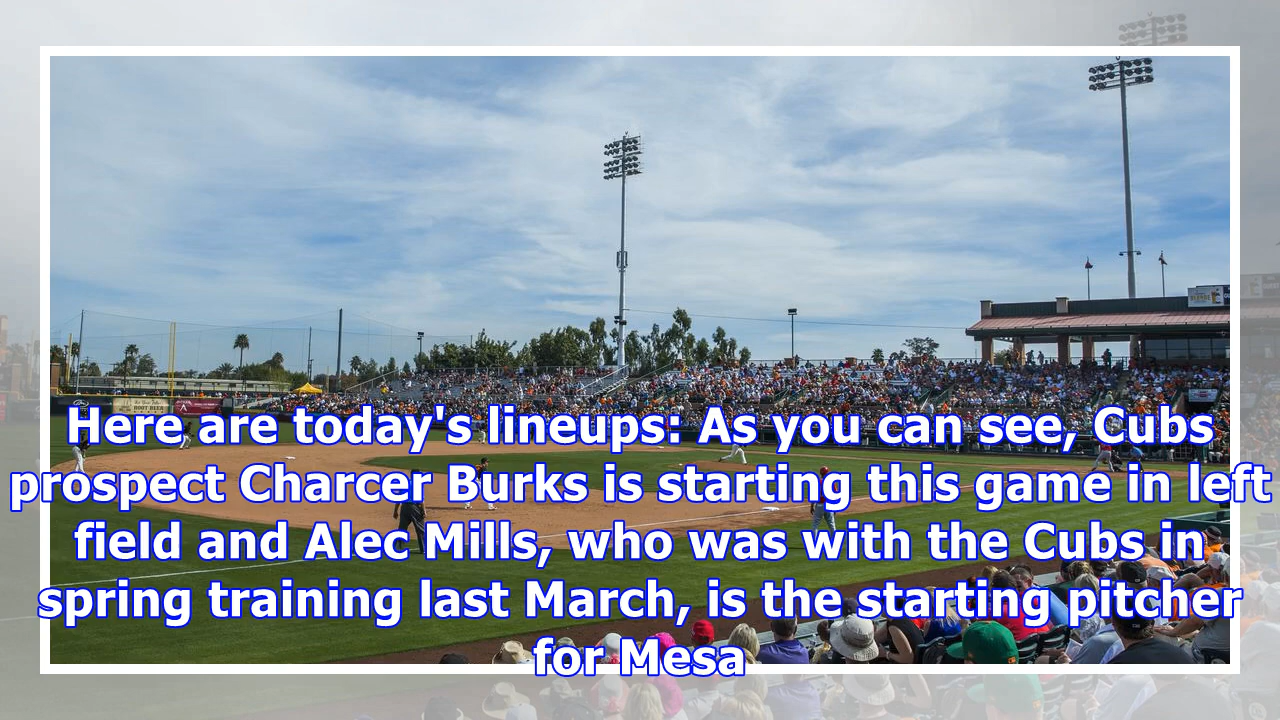 Here are today's lineups: As you can see, Cubs
prospect Charcer Burks is starting this game in left
field and Alec Mills, who was with the Cubs in
spring training last March, is the starting pitcher
for Mesa